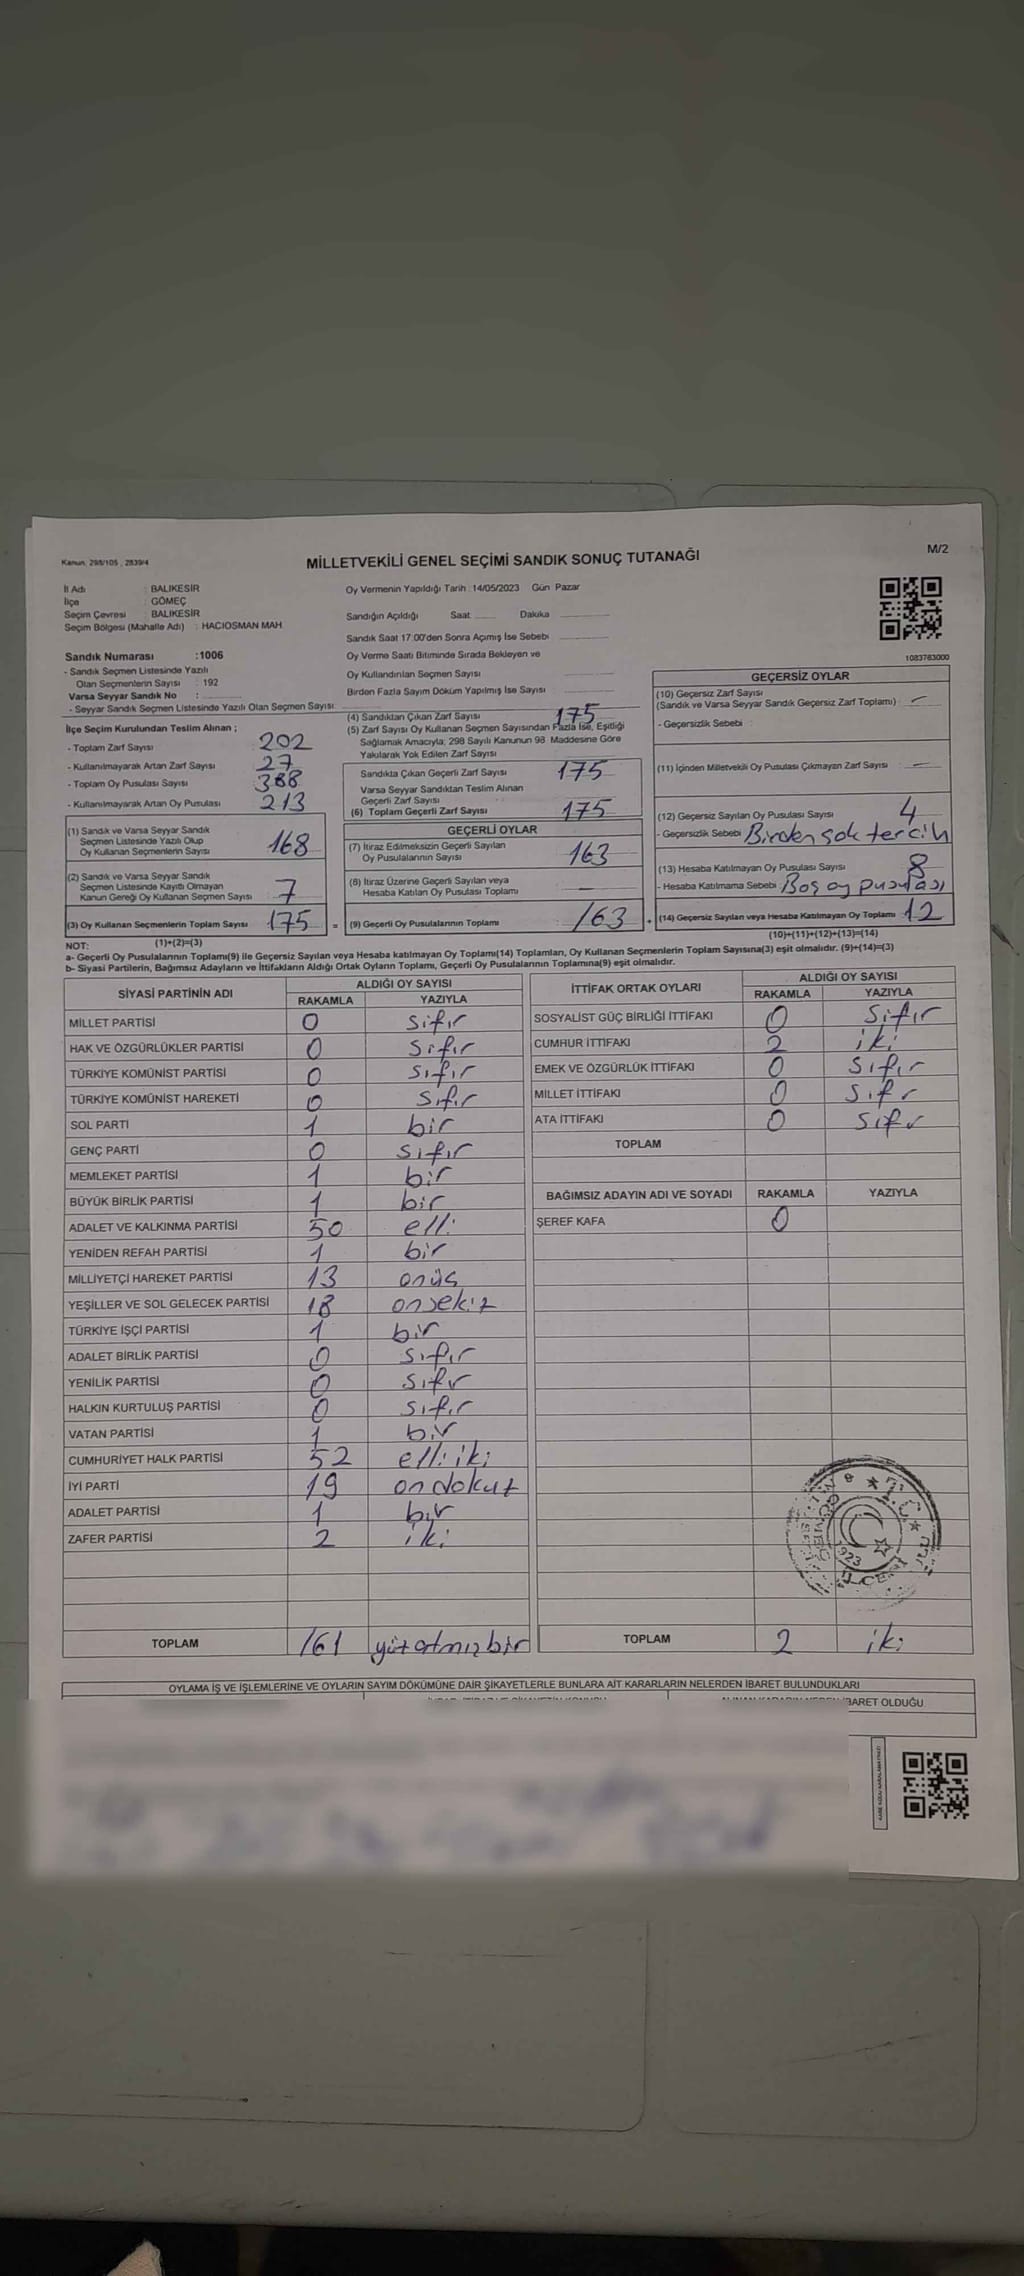 Kanun: 298/105 , 2839/4
MİLLETVEKİLİ GENEL SEÇİMİ SANDIK SONUÇ TUTANAĞI
M/2
İl Adı : BALIKESİR
İlçe : GÖMEÇ
Seçim Çevresi : BALIKESİR
Seçim Bölgesi (Mahalle Adı) : HACIOSMAN MAH
Sandık Numarası :1006
- Sandık Seçmen Listesinde Yazılı
Olan Seçmenlerin Sayısı : 192
Varsa Seyyar Sandık No :
- Seyyar Sandık Seçmen Listesinde Yazılı Olan Seçmen Sayısı:
Oy Vermenin Yapıldığı Tarih : 14/05/2023 Gün Pazar
Sandığın Açıldığı Saat Dakika
Sandık Saat 17.00'den Sonra Açımış İse Sebebi
Oy Verme Saati Bitiminde Sırada Bekleyen ve
Oy Kullandırılan Seçmen Sayısı
Birden Fazla Sayım Döküm Yapılmış İse Sayısı
1083763000
İlçe Seçim Kurulundan Teslim Alınan ;
- Toplam Zarf Sayısı : 202
- Kullanılmayarak Artan Zarf Sayısı : 27
- Toplam Oy Pusulası Sayısı : 388
- Kullanılmayarak Artan Oy Pusulası : 213
(1) Sandık ve Varsa Seyyar Sandık
Seçmen Listesinde Yazılı Olup
Oy Kullanan Seçmenlerin Sayısı 168
(2) Sandık ve Varsa Seyyar Sandık
Seçmen Listesinde Kayıtlı Olmayan
Kanun Gereği Oy Kullanan Seçmen Sayısı : 7
(3) Oy Kullanan Seçmenlerin Toplam Sayısı 175
(1)+(2)=(3)
(4) Sandıktan Çıkan Zarf Sayısı 175
(5) Zarf Sayısı Oy Kullanan Seçmen Sayısından Fazla İse, Eşitliği
Sağlamak Amacıyla; 298 Sayılı Kanunun 98. Maddesine Göre
Yakılarak Yok Edilen Zarf Sayısı
Sandıkta Çıkan Geçerli Zarf Sayısı 175
Varsa Seyyar Sandıktan Teslim Alınan
Geçerli Zarf Sayısı
(6) Toplam Geçerli Zarf Sayısı 175
GEÇERLİ OYLAR
(7) İtiraz Edilmeksizin Geçerli Sayılan
Oy Pusulalarının Sayısı 163
(8) İtiraz Üzerine Geçerli Sayılan veya
Hesaba Katılan Oy Pusulası Toplamı —
= (9) Geçerli Oy Pusulalarının Toplamı 163 +
GEÇERSİZ OYLAR
(10) Geçersiz Zarf Sayısı
(Sandık ve Varsa Seyyar Sandık Geçersiz Zarf Toplamı) : —
- Geçersizlik Sebebi :
(11) İçinden Milletvekili Oy Pusulası Çıkmayan Zarf Sayısı —
(12) Geçersiz Sayılan Oy Pusulası Sayısı 4
- Geçersizlik Sebebi : Birden çok tercih
(13) Hesaba Katılmayan Oy Pusulası Sayısı 8
- Hesaba Katılmama Sebebi : Boş oy pusulası
(14) Geçersiz Sayılan veya Hesaba Katılmayan Oy Toplamı 12
(10)+(11)+(12)+(13)=(14)
NOT:
a- Geçerli Oy Pusulalarının Toplamı(9) ile Geçersiz Sayılan veya Hesaba katılmayan Oy Toplamı(14) Toplamları, Oy Kullanan Seçmenlerin Toplam Sayısına(3) eşit olmalıdır. (9)+(14)=(3)
b- Siyasi Partilerin, Bağımsız Adayların ve İttifakların Aldığı Ortak Oyların Toplamı, Geçerli Oy Pusulalarının Toplamına(9) eşit olmalıdır.
SİYASİ PARTİNİN ADI ALDIĞI OY SAYISI
RAKAMLA YAZIYLA
MİLLET PARTİSİ 0 sıfır
HAK VE ÖZGÜRLÜKLER PARTİSİ 0 sıfır
TÜRKİYE KOMÜNİST PARTİSİ 0 sıfır
TÜRKİYE KOMÜNİST HAREKETİ 0 sıfır
SOL PARTİ 1 bir
GENÇ PARTİ 0 sıfır
MEMLEKET PARTİSİ 1 bir
BÜYÜK BİRLİK PARTİSİ 1 bir
ADALET VE KALKINMA PARTİSİ 50 elli
YENİDEN REFAH PARTİSİ 1 bir
MİLLİYETÇİ HAREKET PARTİSİ 13 onüç
YEŞİLLER VE SOL GELECEK PARTİSİ 18 onsekiz
TÜRKİYE İŞÇİ PARTİSİ 1 bir
ADALET BİRLİK PARTİSİ 0 sıfır
YENİLİK PARTİSİ 0 sıfır
HALKIN KURTULUŞ PARTİSİ 0 sıfır
VATAN PARTİSİ 1 bir
CUMHURİYET HALK PARTİSİ 52 elli iki
İYİ PARTİ 19 ondokuz
ADALET PARTİSİ 1 bir
ZAFER PARTİSİ 2 iki
TOPLAM 161 yüzatmışbir
İTTİFAK ORTAK OYLARI ALDIĞI OY SAYISI
RAKAMLA YAZIYLA
SOSYALİST GÜÇ BİRLİĞİ İTTİFAKI 0 sıfır
CUMHUR İTTİFAKI 2 iki
EMEK VE ÖZGÜRLÜK İTTİFAKI 0 sıfır
MİLLET İTTİFAKI 0 sıfır
ATA İTTİFAKI 0 sıfır
TOPLAM
BAĞIMSIZ ADAYIN ADI VE SOYADI RAKAMLA YAZIYLA
ŞEREF KAFA 0
T.C.
1923
TOPLAM 2 iki
OYLAMA İŞ VE İŞLEMLERİNE VE OYLARIN SAYIM DÖKÜMÜNE DAİR ŞİKAYETLERLE BUNLARA AİT KARARLARIN NELERDEN İBARET BULUNDUKLARI
BARET OLDUĞU